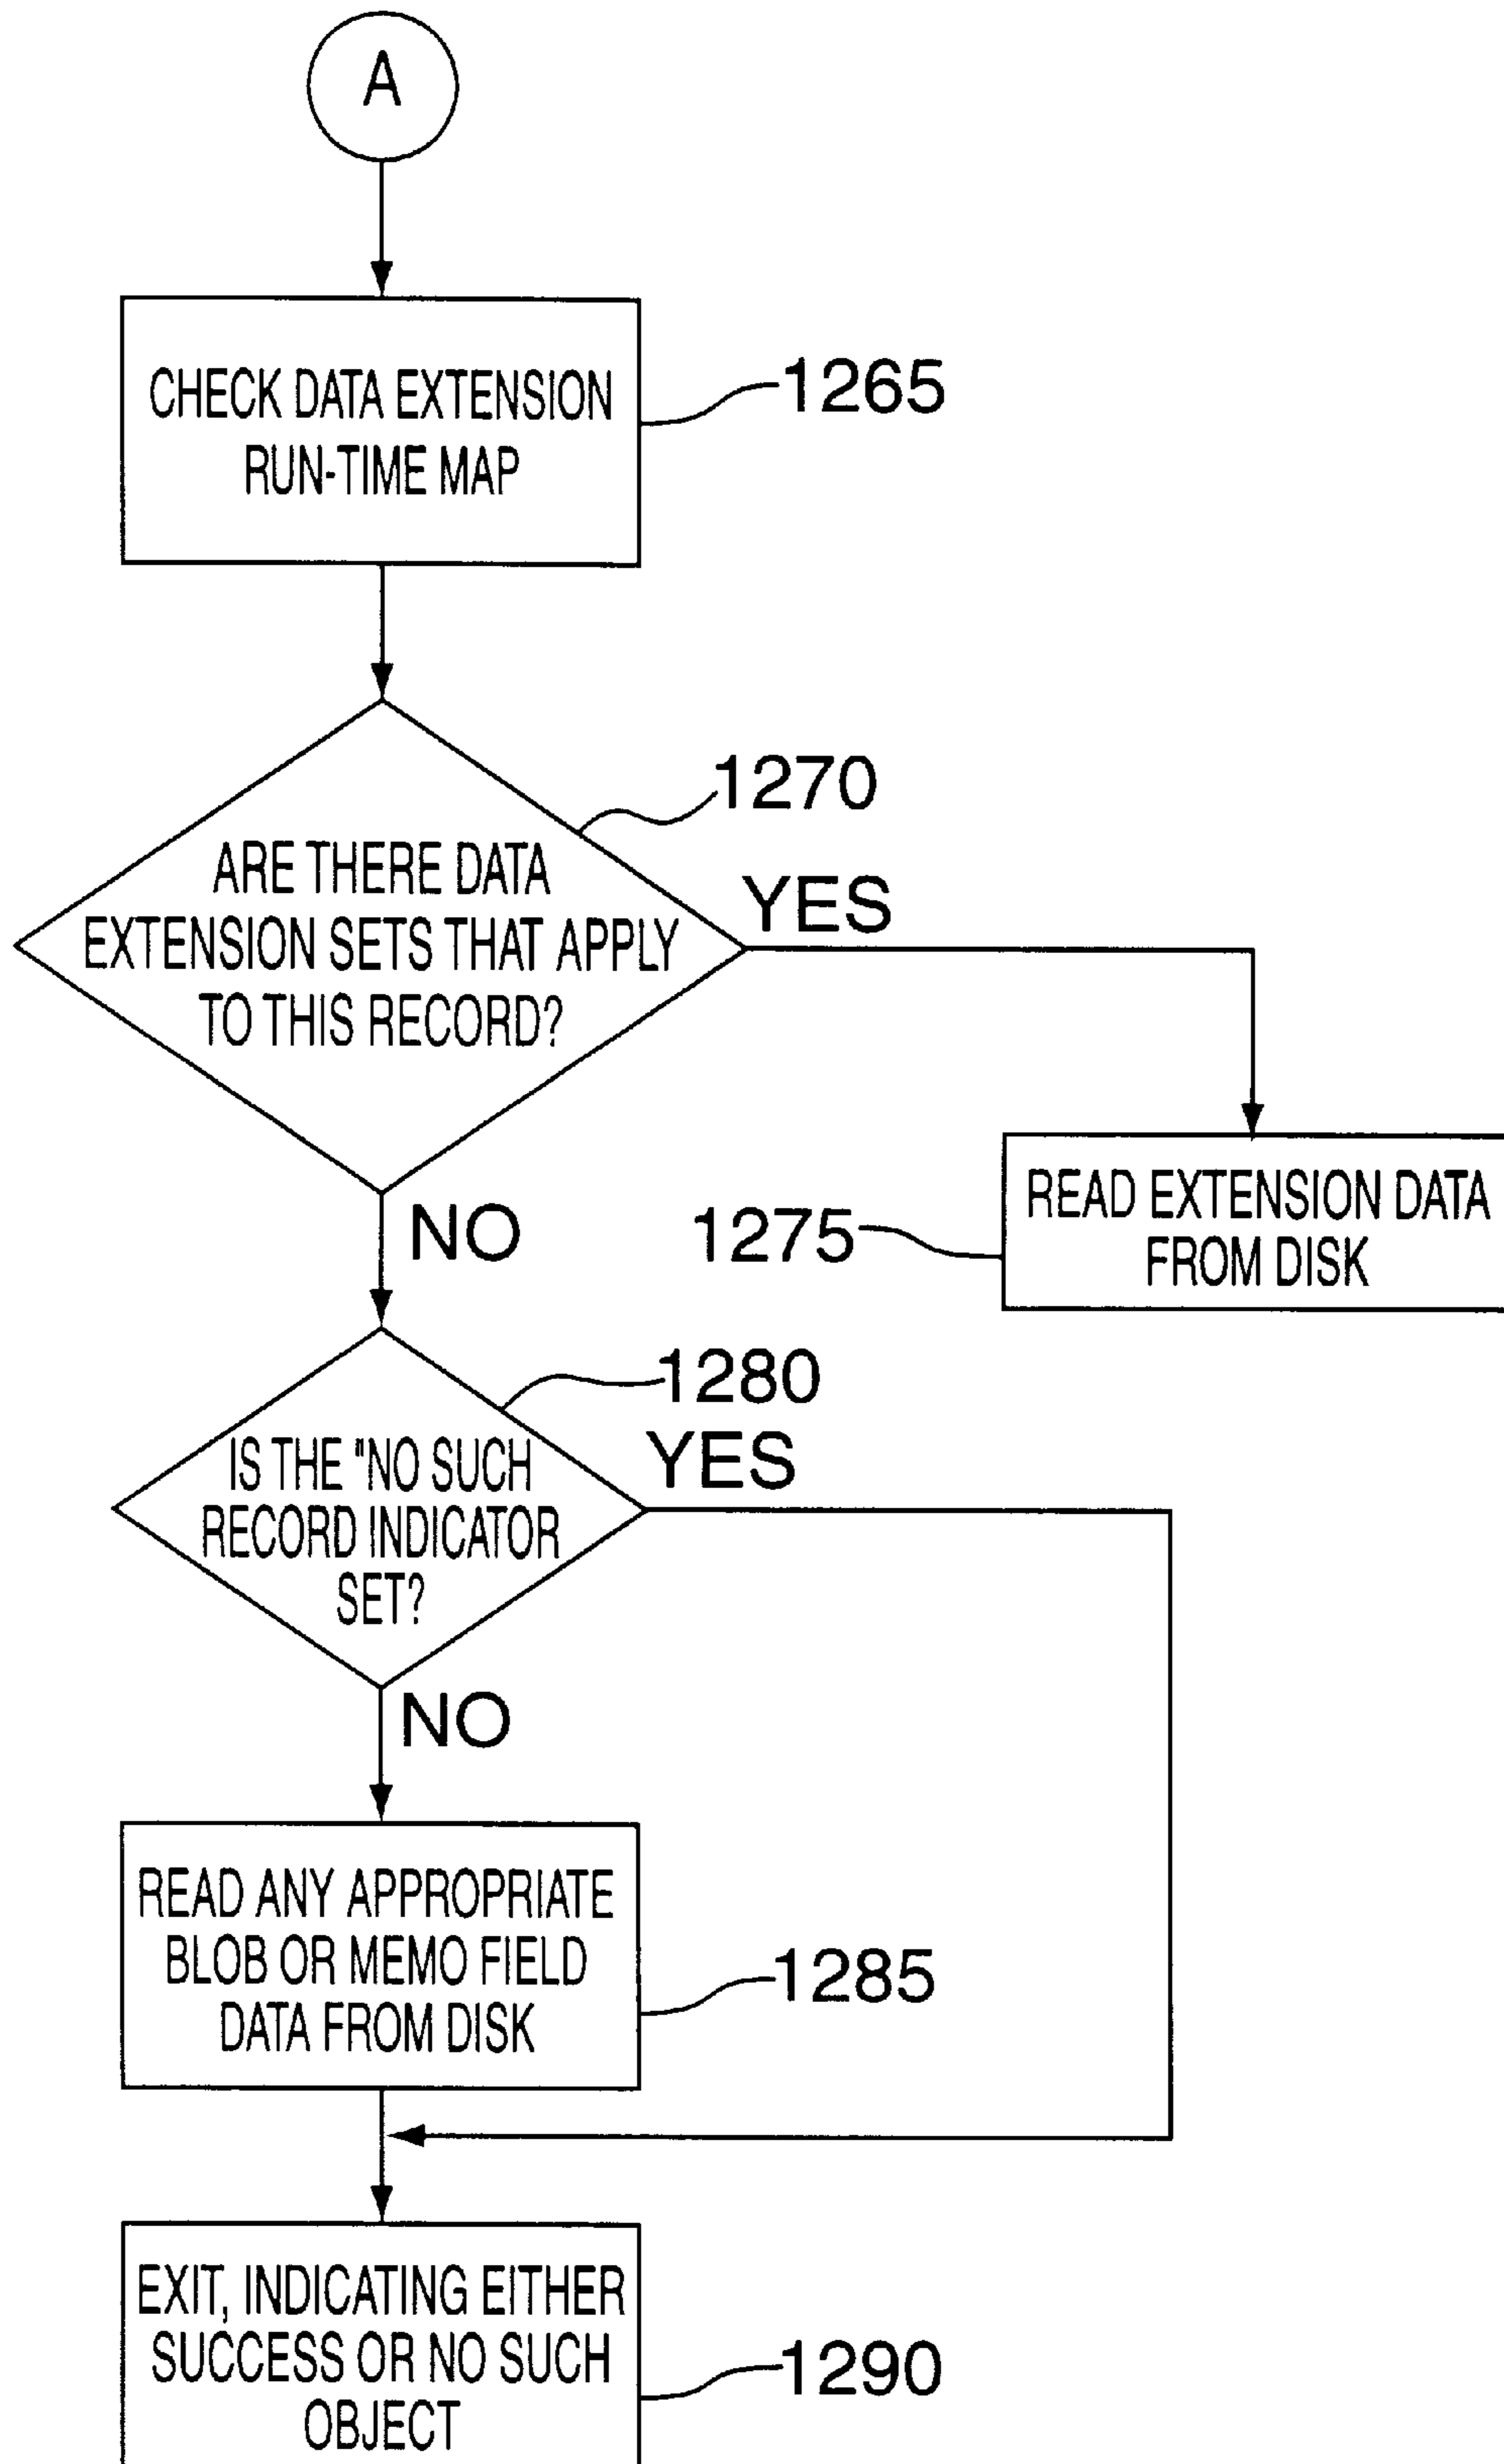 A
CHECK DATA EXTENSION
RUN-TIME MAP
1265
1270
ARE THERE DATA
EXTENSION SETS THAT APPLY
TO THIS RECORD?
YES
READ EXTENSION DATA
FROM DISK
1275
NO
1280
IS THE "NO SUCH
RECORD INDICATOR
SET?
YES
NO
READ ANY APPROPRIATE
BLOB OR MEMO FIELD
DATA FROM DISK
1285
EXIT, INDICATING EITHER
SUCCESS OR NO SUCH
OBJECT
1290